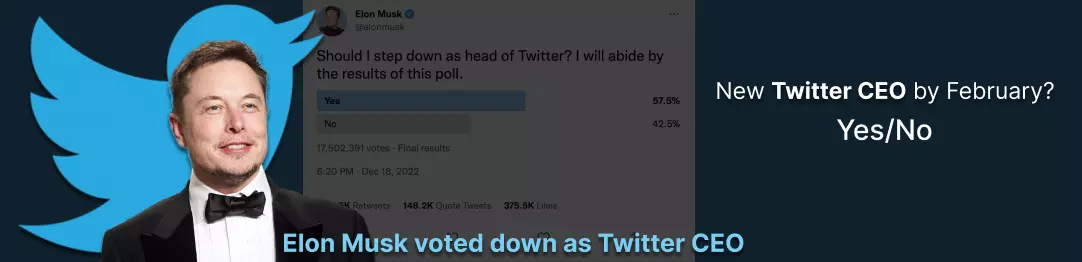 Elon Musk
@elonmusk
Should I step down as head of Twitter? I will abide by
the results of this poll.
Yes 57.5%
No 42.5%
17,502,391 votes · Final results
6:20 PM · Dec 18, 2022
Retweets 148.2K Quote Tweets 375.5K Likes
Elon Musk voted down as Twitter CEO
New Twitter CEO by February?
Yes/No